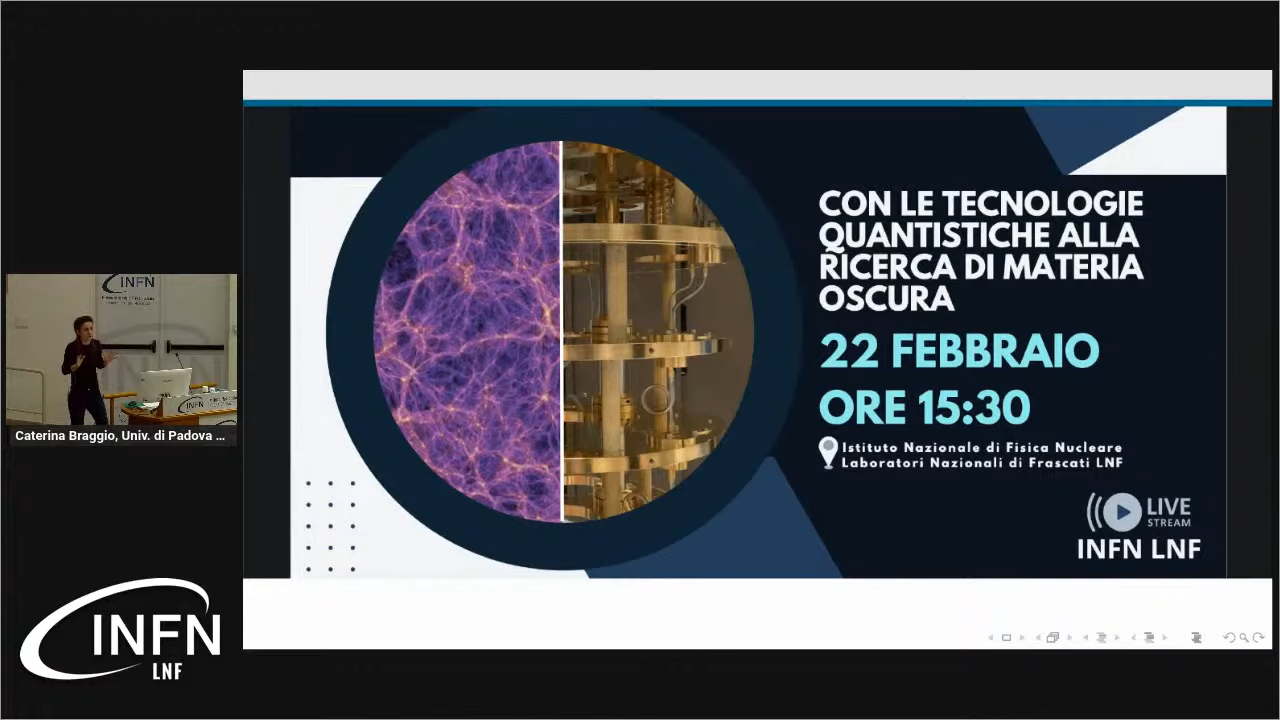 INFN
INFN
Caterina Braggio, Univ. di Padova ...
CON LE TECNOLOGIE
QUANTISTICHE ALLA
RICERCA DI MATERIA
OSCURA
22 FEBBRAIO
ORE 15:30
Istituto Nazionale di Fisica Nucleare
Laboratori Nazionali di Frascati LNF
LIVE
STREAM
INFN LNF
INFN
LNF